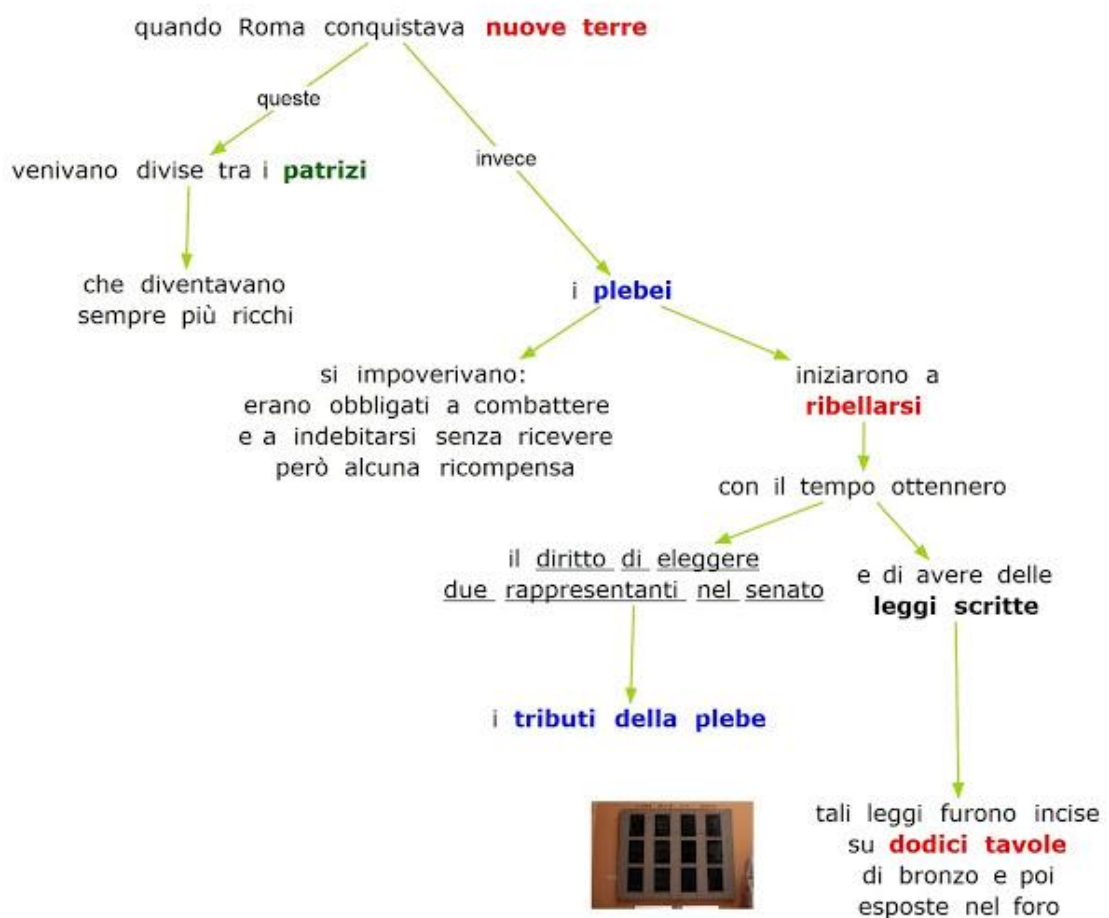 quando Roma conquistava nuove terre
queste
invece
venivano divise tra i patrizi
che diventavano
sempre più ricchi
i plebei
si impoverivano:
erano obbligati a combattere
e a indebitarsi senza ricevere
però alcuna ricompensa
iniziarono a
ribellarsi
con il tempo ottennero
il diritto di eleggere
due rappresentanti nel senato
e di avere delle
leggi scritte
i tributi della plebe
tali leggi furono incise
su dodici tavole
di bronzo e poi
esposte nel foro